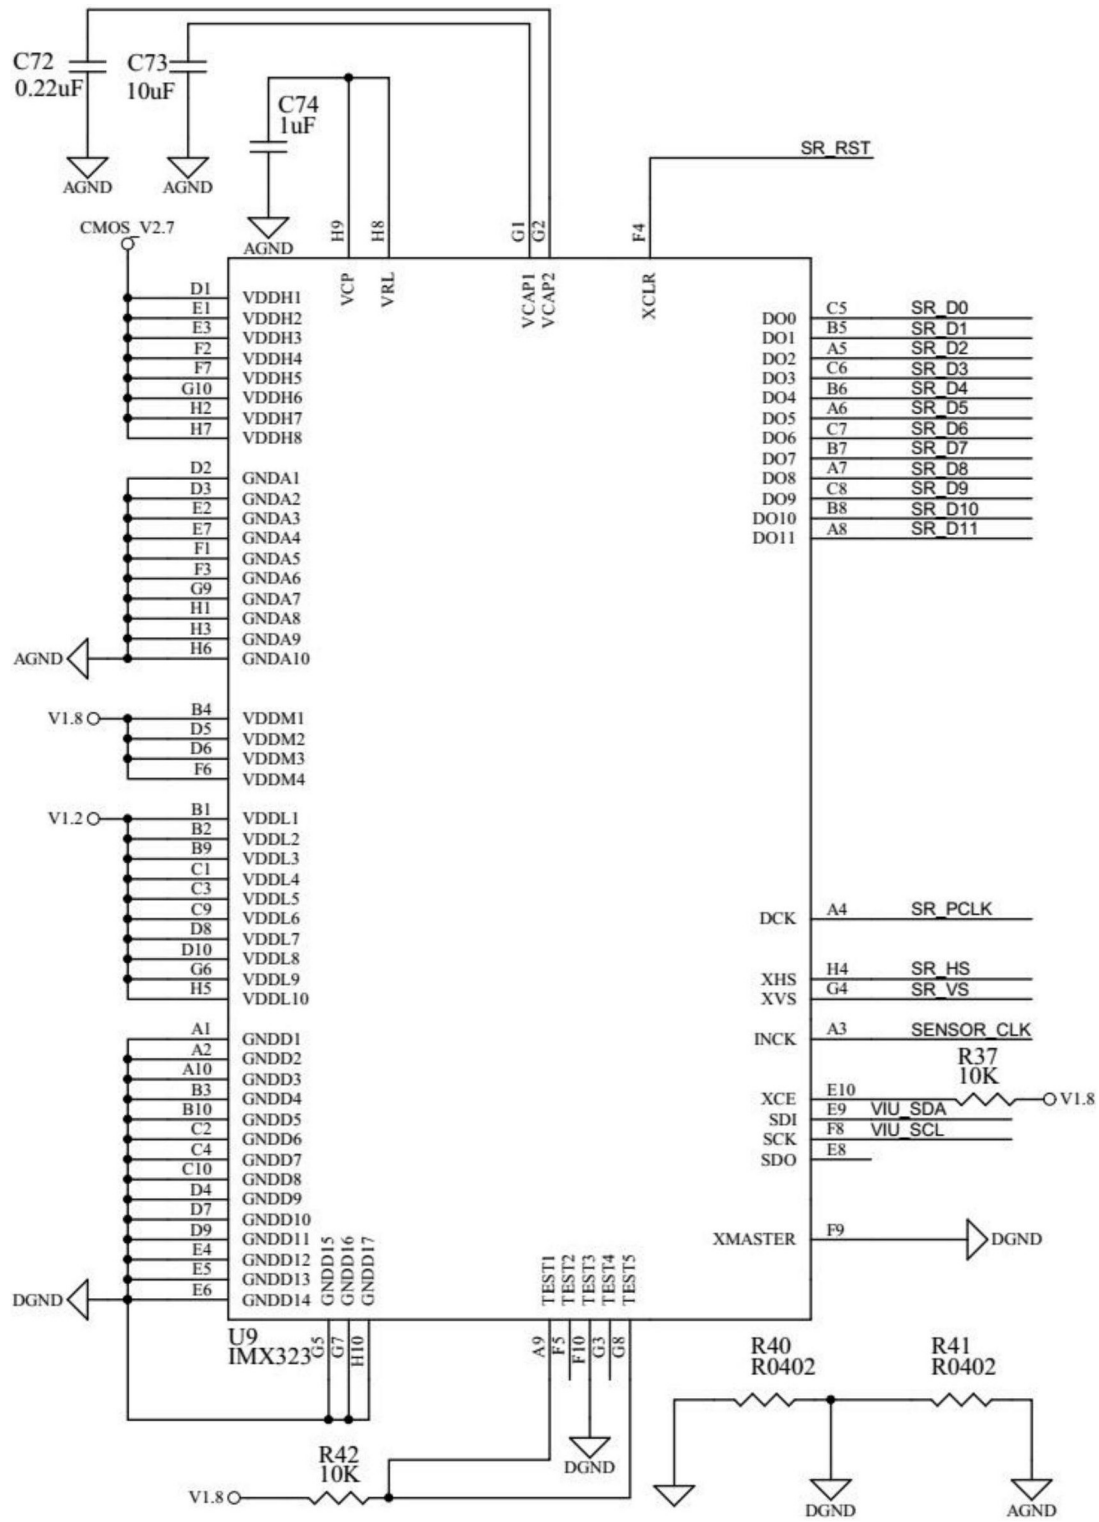 C72
0.22uF
C73
10uF
C74
1uF
AGND
AGND
AGND
SR_RST
CMOS_V2.7
H9
H8
G1
G2
F4
VCP
VRL
VCAP1
VCAP2
XCLR
D1 VDDH1
E1 VDDH2
E3 VDDH3
F2 VDDH4
F7 VDDH5
G10 VDDH6
H2 VDDH7
H7 VDDH8
D2 GNDA1
D3 GNDA2
E2 GNDA3
E7 GNDA4
F1 GNDA5
F3 GNDA6
G9 GNDA7
H1 GNDA8
H3 GNDA9
AGND H6 GNDA10
V1.8 B4 VDDM1
D5 VDDM2
D6 VDDM3
F6 VDDM4
V1.2 B1 VDDL1
B2 VDDL2
B9 VDDL3
C1 VDDL4
C3 VDDL5
C9 VDDL6
D8 VDDL7
D10 VDDL8
G6 VDDL9
H5 VDDL10
A1 GNDD1
A2 GNDD2
A10 GNDD3
B3 GNDD4
B10 GNDD5
C2 GNDD6
C4 GNDD7
C10 GNDD8
D4 GNDD9
D7 GNDD10
D9 GNDD11
E4 GNDD12
E5 GNDD13
DGND E6 GNDD14
DO0 C5 SR_D0
DO1 B5 SR_D1
DO2 A5 SR_D2
DO3 C6 SR_D3
DO4 B6 SR_D4
DO5 A6 SR_D5
DO6 C7 SR_D6
DO7 B7 SR_D7
DO8 A7 SR_D8
DO9 C8 SR_D9
DO10 B8 SR_D10
DO11 A8 SR_D11
DCK A4 SR_PCLK
XHS H4 SR_HS
XVS G4 SR_VS
INCK A3 SENSOR_CLK
R37
10K
XCE E10 V1.8
SDI E9 VIU_SDA
SCK F8 VIU_SCL
SDO E8
XMASTER F9 DGND
GNDD15
GNDD16
GNDD17
TEST1
TEST2
TEST3
TEST4
TEST5
U9
IMX323
G5
G7
H10
A9
F5
F10
G3
G8
R40
R0402
R41
R0402
R42
10K
V1.8
DGND
DGND
AGND